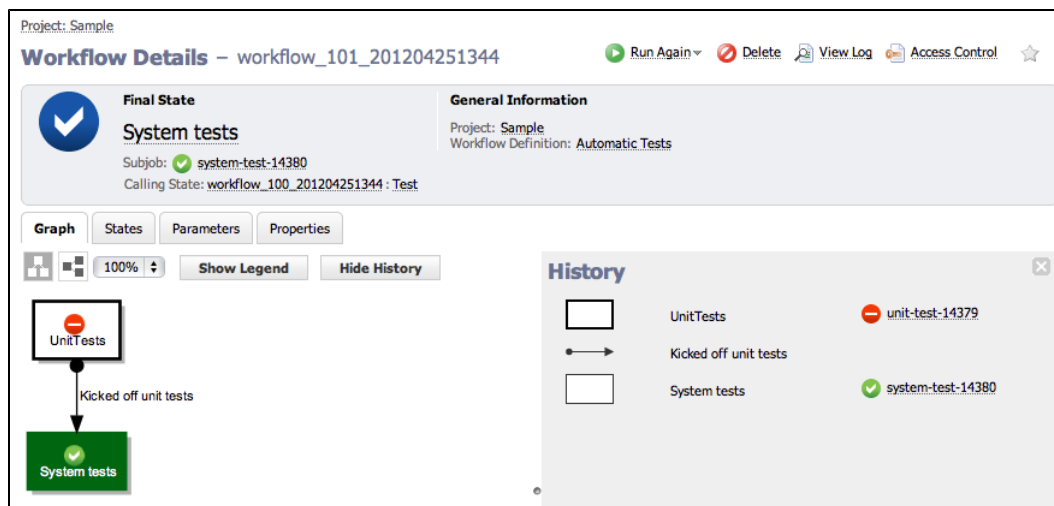 Project: Sample
Workflow Details – workflow_101_201204251344
Run Again
Delete
View Log
Access Control
Final State
System tests
Subjob: system-test-14380
Calling State: workflow_100_201204251344 : Test
General Information
Project: Sample
Workflow Definition: Automatic Tests
Graph
States
Parameters
Properties
100%
Show Legend
Hide History
UnitTests
Kicked off unit tests
System tests
History
UnitTests unit-test-14379
Kicked off unit tests
System tests system-test-14380